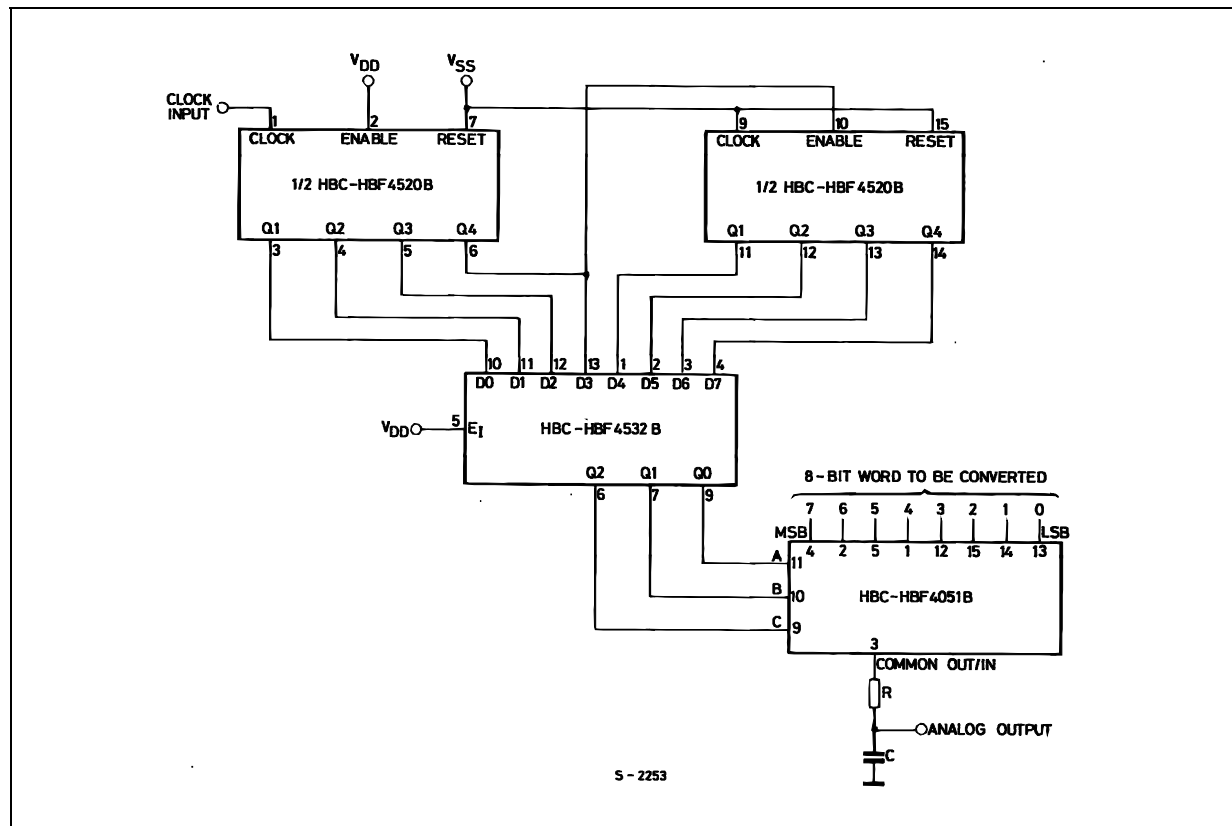 VDD
VSS
CLOCK
INPUT
1 2 7
CLOCK ENABLE RESET
1/2 HBC-HBF4520B
Q1 Q2 Q3 Q4
3 4 5 6
9 10 15
CLOCK ENABLE RESET
1/2 HBC-HBF4520B
Q1 Q2 Q3 Q4
11 12 13 14
10 11 12 13 1 2 3 4
D0 D1 D2 D3 D4 D5 D6 D7
VDD 5 EI
HBC-HBF4532B
Q2 Q1 Q0
6 7 9
8-BIT WORD TO BE CONVERTED
7 6 5 4 3 2 1 0
MSB LSB
4 2 5 1 12 15 14 13
A 11
B 10
C 9
HBC-HBF4051B
3
COMMON OUT/IN
R
ANALOG OUTPUT
C
S-2253